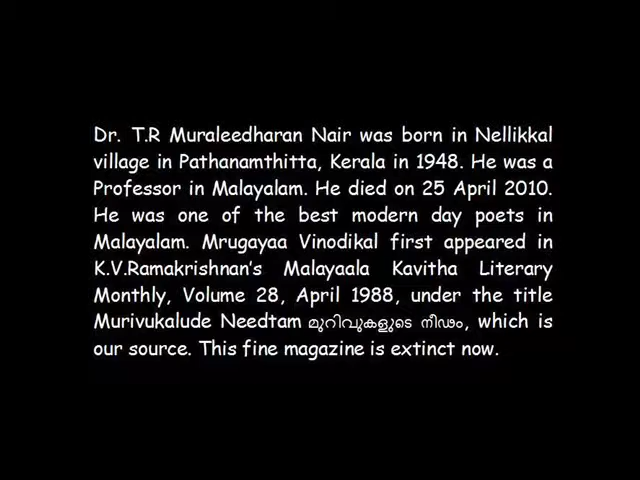 Dr. T.R Muraleedharan Nair was born in Nellikkal
village in Pathanamthitta, Kerala in 1948. He was a
Professor in Malayalam. He died on 25 April 2010.
He was one of the best modern day poets in
Malayalam. Mrugayaa Vinodikal first appeared in
K.V.Ramakrishnan's Malayaala Kavitha Literary
Monthly, Volume 28, April 1988, under the title
Murivukalude Needtam മുറിവുകളുടെ നീഢം, which is
our source. This fine magazine is extinct now.